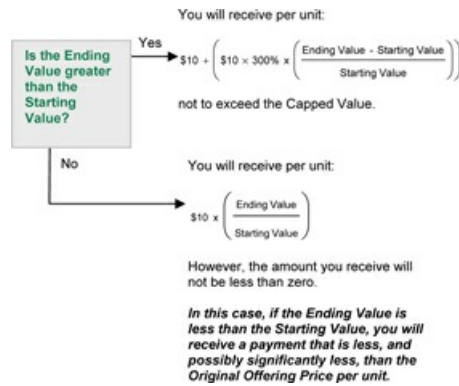 You will receive per unit:
Is the Ending
Value greater
than the
Starting
Value?
Yes
$10 + ( $10 × 300% x ( Ending Value - Starting Value
Starting Value ) )
not to exceed the Capped Value.
No
You will receive per unit:
$10 x ( Ending Value
Starting Value )
However, the amount you receive will
not be less than zero.
In this case, if the Ending Value is
less than the Starting Value, you will
receive a payment that is less, and
possibly significantly less, than the
Original Offering Price per unit.